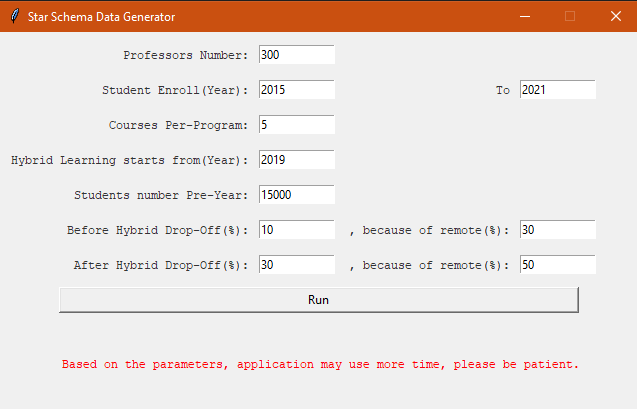 Star Schema Data Generator
Professors Number: 300
Student Enroll(Year): 2015 To 2021
Courses Per-Program: 5
Hybrid Learning starts from(Year): 2019
Students number Pre-Year: 15000
Before Hybrid Drop-Off(%): 10 , because of remote(%): 30
After Hybrid Drop-Off(%): 30 , because of remote(%): 50
Run
Based on the parameters, application may use more time, please be patient.